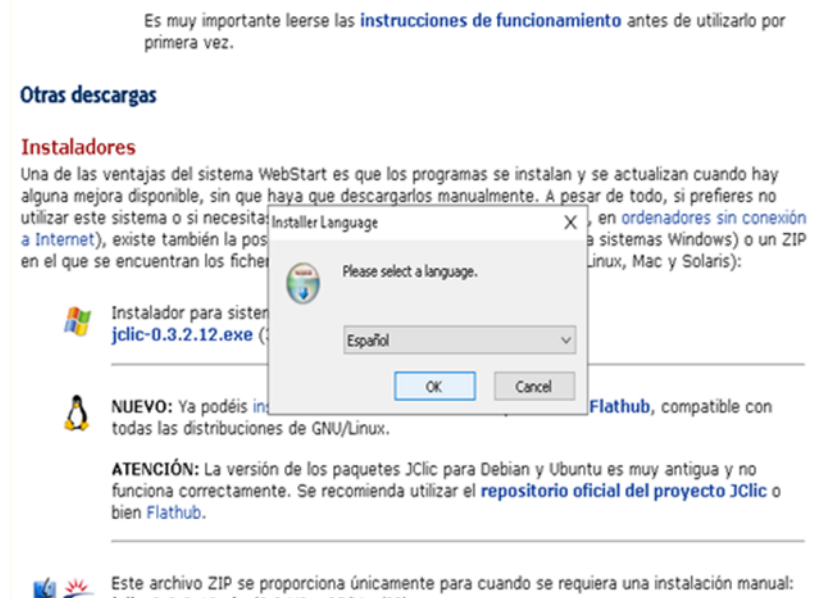 Es muy importante leerse las instrucciones de funcionamiento antes de utilizarlo por
primera vez.
Otras descargas
Instaladores
Una de las ventajas del sistema WebStart es que los programas se instalan y se actualizan cuando hay
alguna mejora disponible, sin que haya que descargarlos manualmente. A pesar de todo, si prefieres no
utilizar este sistema o si necesitas , en ordenadores sin conexión
a Internet), existe también la pos a sistemas Windows) o un ZIP
en el que se encuentran los ficher Linux, Mac y Solaris):
Installer Language
Please select a language.
Español
OK Cancel
Instalador para sister
jclic-0.3.2.12.exe (
NUEVO: Ya podéis ins Flathub, compatible con
todas las distribuciones de GNU/Linux.
ATENCIÓN: La versión de los paquetes JClic para Debian y Ubuntu es muy antigua y no
funciona correctamente. Se recomienda utilizar el repositorio oficial del proyecto JClic o
bien Flathub.
Este archivo ZIP se proporciona únicamente para cuando se requiera una instalación manual: